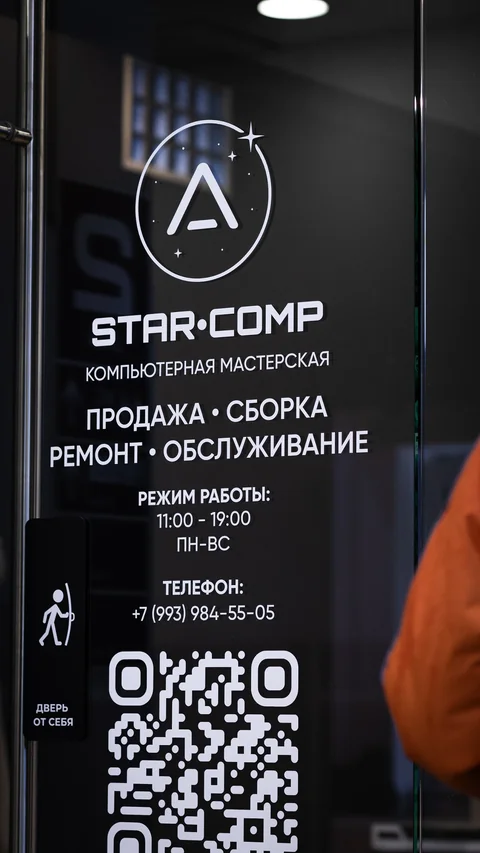 STAR•COMP
КОМПЬЮТЕРНАЯ МАСТЕРСКАЯ
ПРОДАЖА • СБОРКА
РЕМОНТ • ОБСЛУЖИВАНИЕ
РЕЖИМ РАБОТЫ:
11:00 - 19:00
ПН-ВС
ТЕЛЕФОН:
+7 (993) 984-55-05
ДВЕРЬ
ОТ СЕБЯ